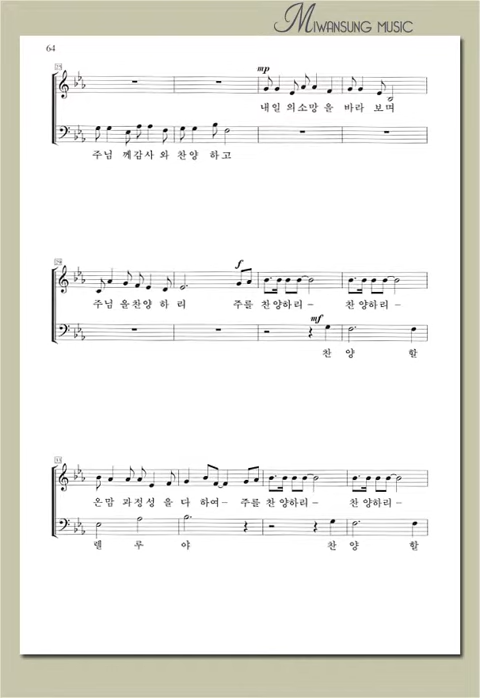 MIWANSUNG MUSIC
64
25
mp
내일 의소망 을 바라 보며
주님 께감사 와 찬양 하고
29
f
주님 을찬양 하 리 주를 찬양하리- 찬양하리-
mf
찬 양 할
33
온맘 과정성 을 다 하여- 주를 찬양하리- 찬양하리-
렐 루 야 찬 양 할